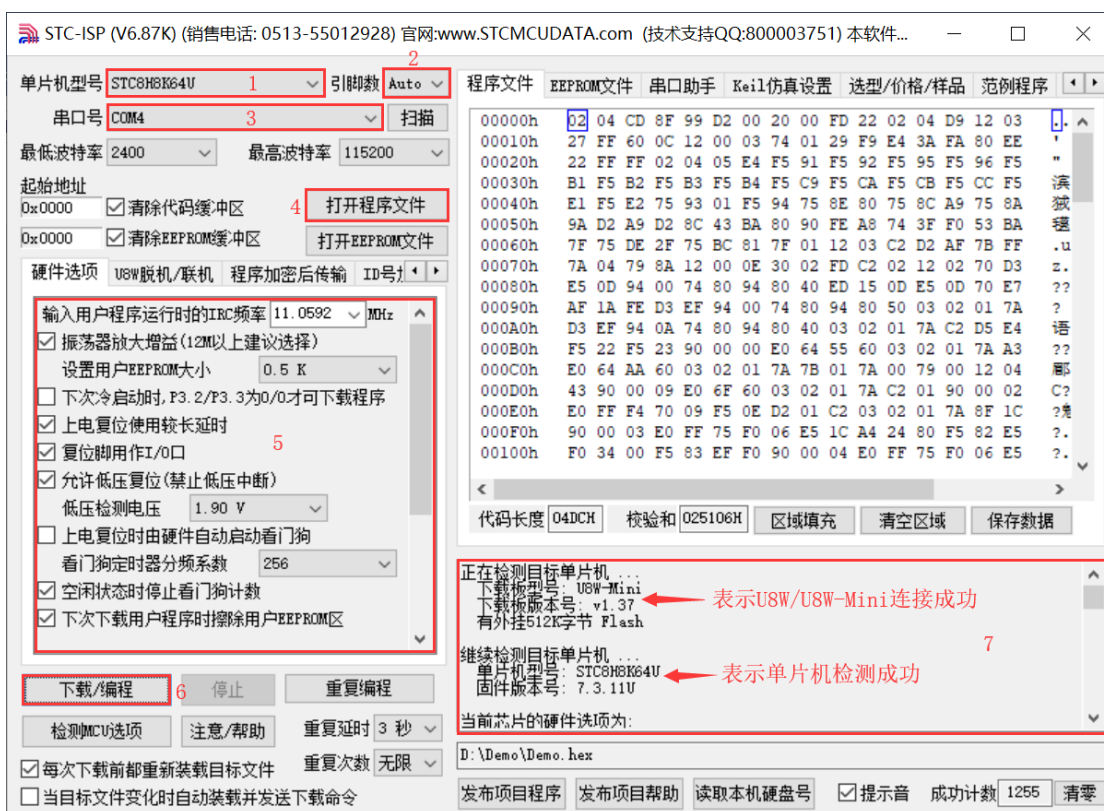 STC-ISP (V6.87K) (销售电话: 0513-55012928) 官网:www.STCMCUDATA.com (技术支持QQ:800003751) 本软件...
2
单片机型号 STC8H8K64U 1 引脚数 Auto
串口号 COM4 3 扫描
最低波特率 2400 最高波特率 115200
起始地址
0x0000 清除代码缓冲区 4 打开程序文件
0x0000 清除EEPROM缓冲区 打开EEPROM文件
硬件选项 U8W脱机/联机 程序加密后传输 ID号
输入用户程序运行时的IRC频率 11.0592 MHz
振荡器放大增益(12M以上建议选择)
设置用户EEPROM大小 0.5 K
下次冷启动时, P3.2/P3.3为0/0才可下载程序
上电复位使用较长延时
复位脚用作I/O口
5
允许低压复位(禁止低压中断)
低压检测电压 1.90 V
上电复位时由硬件自动启动看门狗
看门狗定时器分频系数 256
空闲状态时停止看门狗计数
下次下载用户程序时擦除用户EEPROM区
下载/编程 6 停止 重复编程
检测MCU选项 注意/帮助 重复延时 3 秒
重复次数 无限
每次下载前都重新装载目标文件
当目标文件变化时自动装载并发送下载命令
程序文件 EEPROM文件 串口助手 Keil仿真设置 选型/价格/样品 范例程序
00000h 02 04 CD 8F 99 D2 00 20 00 FD 22 02 04 D9 12 03 ..
00010h 27 FF 60 0C 12 00 03 74 01 29 F9 E4 3A FA 80 EE '
00020h 22 FF FF 02 04 05 E4 F5 91 F5 92 F5 95 F5 96 F5 "
00030h B1 F5 B2 F5 B3 F5 B4 F5 C9 F5 CA F5 CB F5 CC F5
00040h E1 F5 E2 75 93 01 F5 94 75 8E 80 75 8C A9 75 8A
00050h 9A D2 A9 D2 8C 43 BA 80 90 FE A8 74 3F F0 53 BA
00060h 7F 75 DE 2F 75 BC 81 7F 01 12 03 C2 D2 AF 7B FF .u
00070h 7A 04 79 8A 12 00 0E 30 02 FD C2 02 12 02 70 D3 z.
00080h E5 0D 94 00 74 80 94 80 40 ED 15 0D E5 0D 70 E7 ??
00090h AF 1A FE D3 EF 94 00 74 80 94 80 50 03 02 01 7A ?
000A0h D3 EF 94 0A 74 80 94 80 40 03 02 01 7A C2 D5 E4 语
000B0h F5 22 F5 23 90 00 00 E0 64 55 60 03 02 01 7A A3 ??
000C0h E0 64 AA 60 03 02 01 7A 7B 01 7A 00 79 00 12 04
000D0h 43 90 00 09 E0 6F 60 03 02 01 7A C2 01 90 00 02 C?
000E0h E0 FF F4 70 09 F5 0E D2 01 C2 03 02 01 7A 8F 1C
000F0h 90 00 03 E0 FF 75 F0 06 E5 1C A4 24 80 F5 82 E5 ?.
00100h F0 34 00 F5 83 EF F0 90 00 04 E0 FF 75 F0 06 E5 ?.
代码长度 04DCH 校验和 025106H 区域填充 清空区域 保存数据
正在检测目标单片机 ...
下载板型号: U8W-Mini
下载板版本号: v1.37
有外挂512K字节 Flash
表示U8W/U8W-Mini连接成功
7
继续检测目标单片机 ...
单片机型号: STC8H8K64U
固件版本号: 7.3.11U
表示单片机检测成功
当前芯片的硬件选项为:
D:\Demo\Demo.hex
发布项目程序 发布项目帮助 读取本机硬盘号 提示音 成功计数 1255 清零